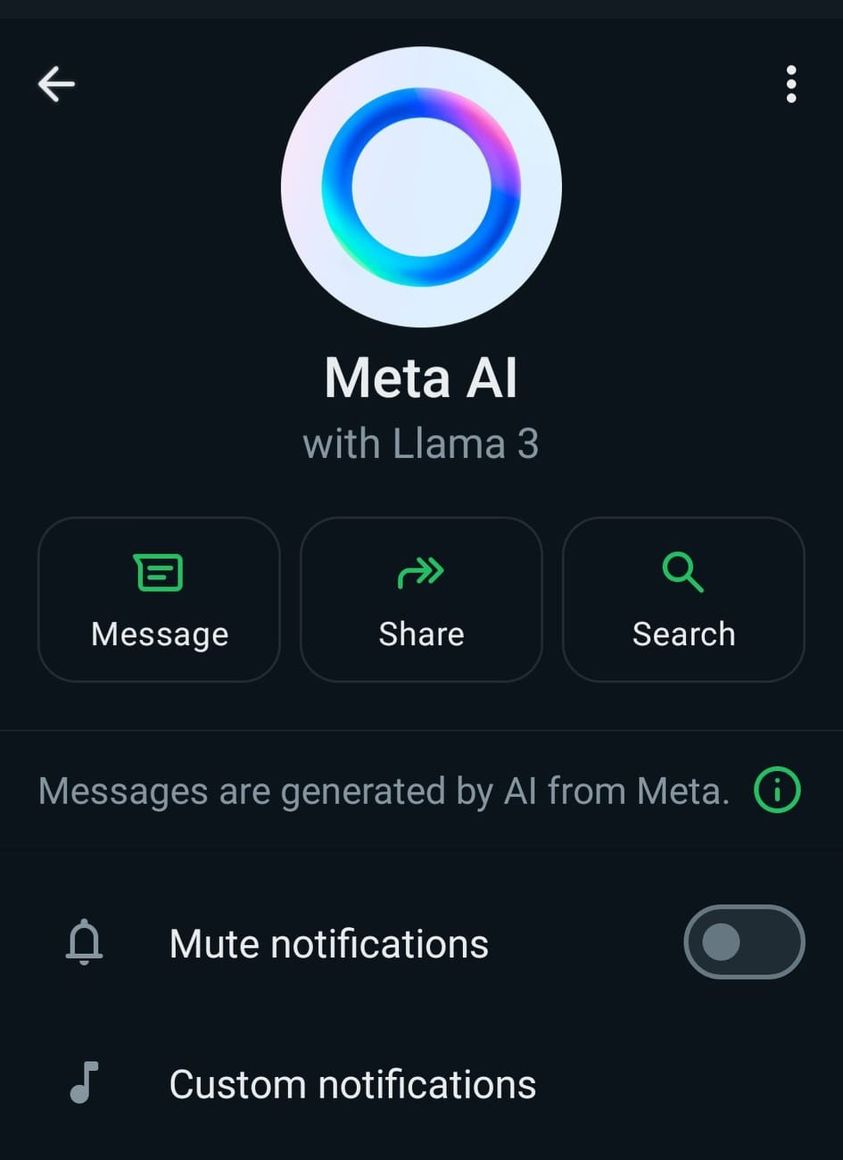 Meta AI
with Llama 3
Message
Share
Search
Messages are generated by AI from Meta.
Mute notifications
Custom notifications